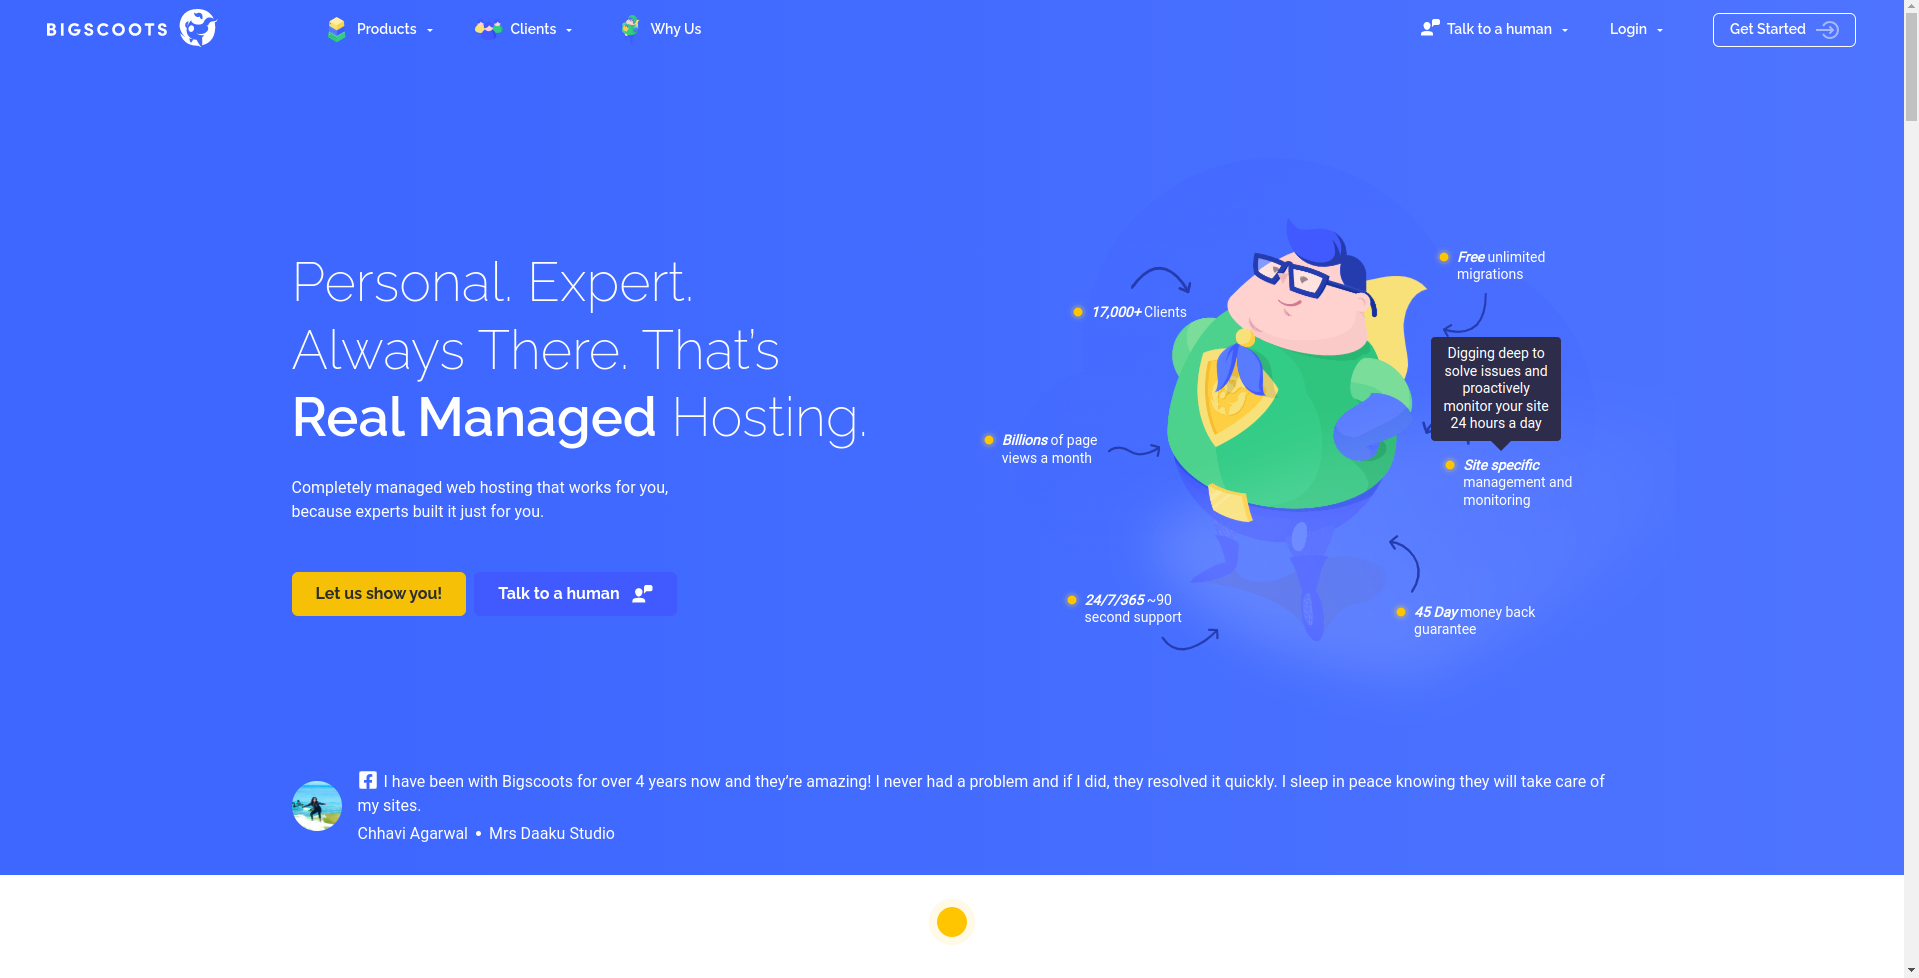 BIGSCOOTS
Products
Clients
Why Us
Talk to a human
Login
Get Started
Personal. Expert.
Always There. That's
Real Managed Hosting.
Completely managed web hosting that works for you,
because experts built it just for you.
Let us show you!
Talk to a human
Free unlimited
migrations
17,000+ Clients
Digging deep to
solve issues and
proactively
monitor your site
24 hours a day
Billions of page
views a month
Site specific
management and
monitoring
24/7/365 ~90
second support
45 Day money back
guarantee
I have been with Bigscoots for over 4 years now and they’re amazing! I never had a problem and if I did, they resolved it quickly. I sleep in peace knowing they will take care of
my sites.
Chhavi Agarwal • Mrs Daaku Studio